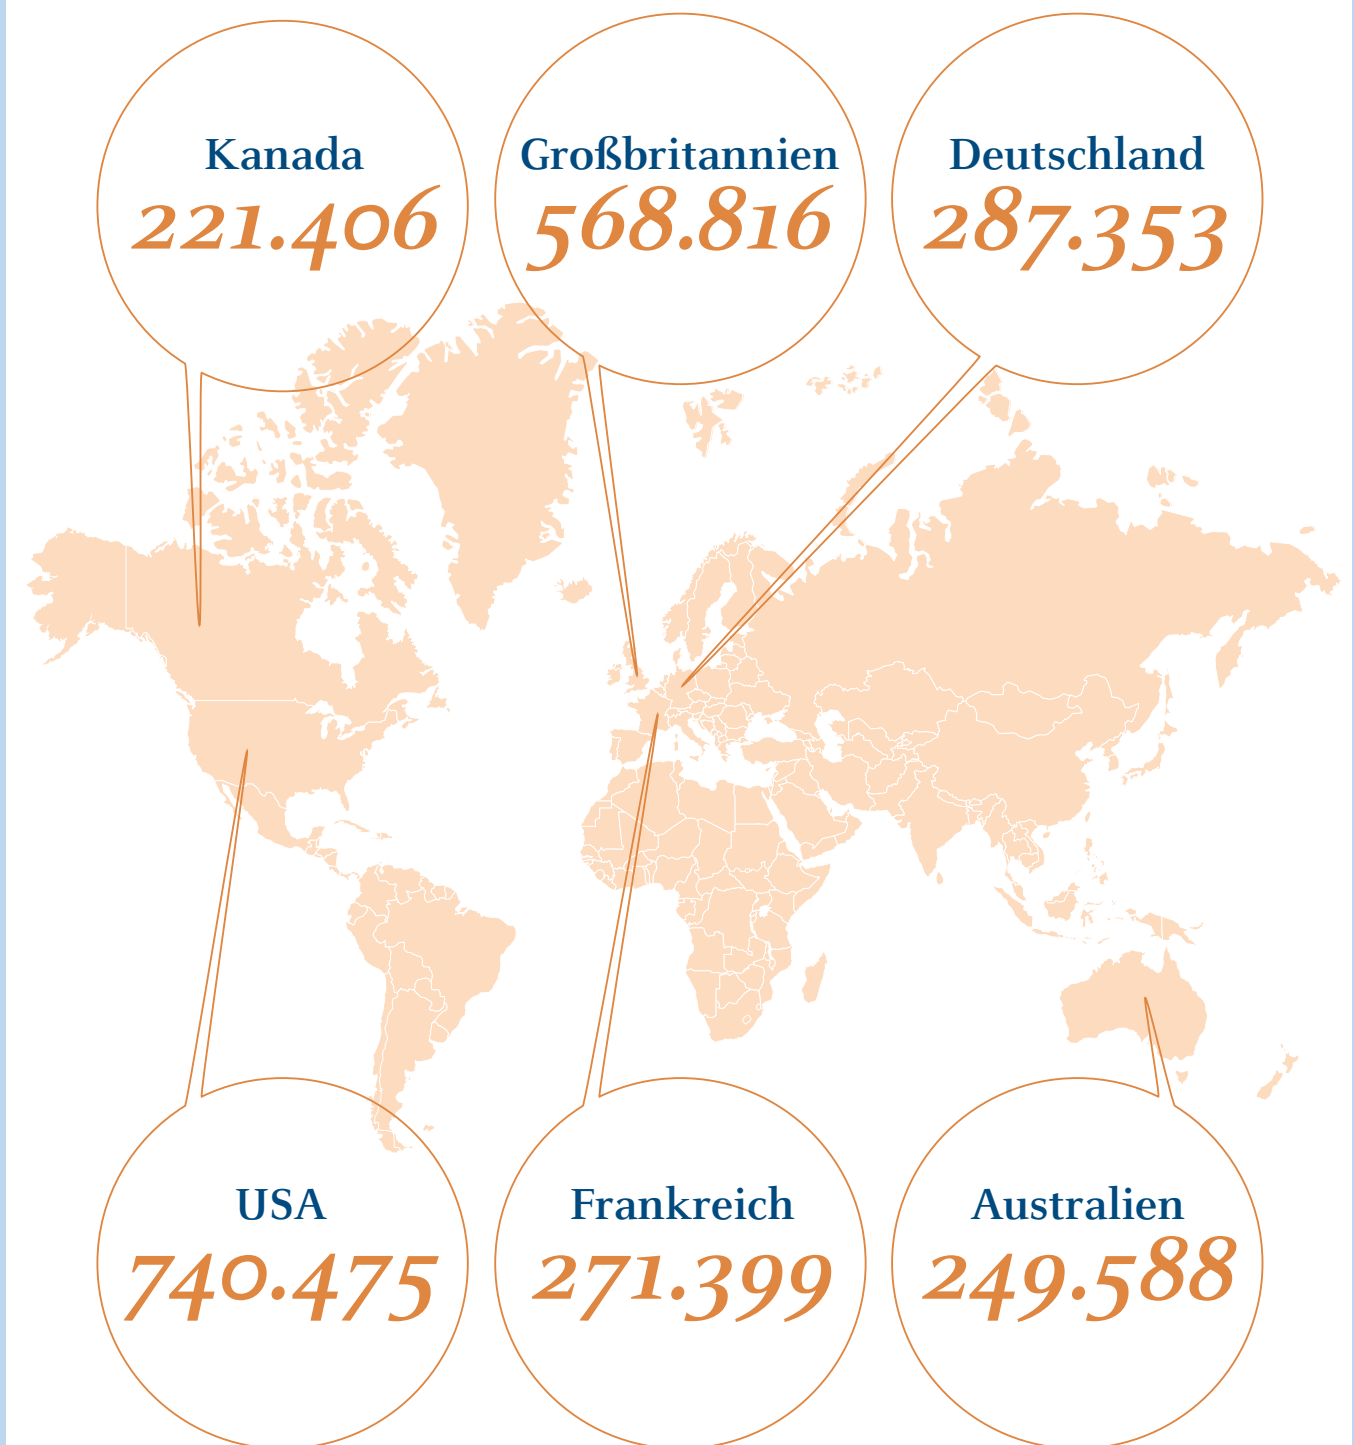 Kanada
221.406
Großbritannien
568.816
Deutschland
287.353
USA
740.475
Frankreich
271.399
Australien
249.588